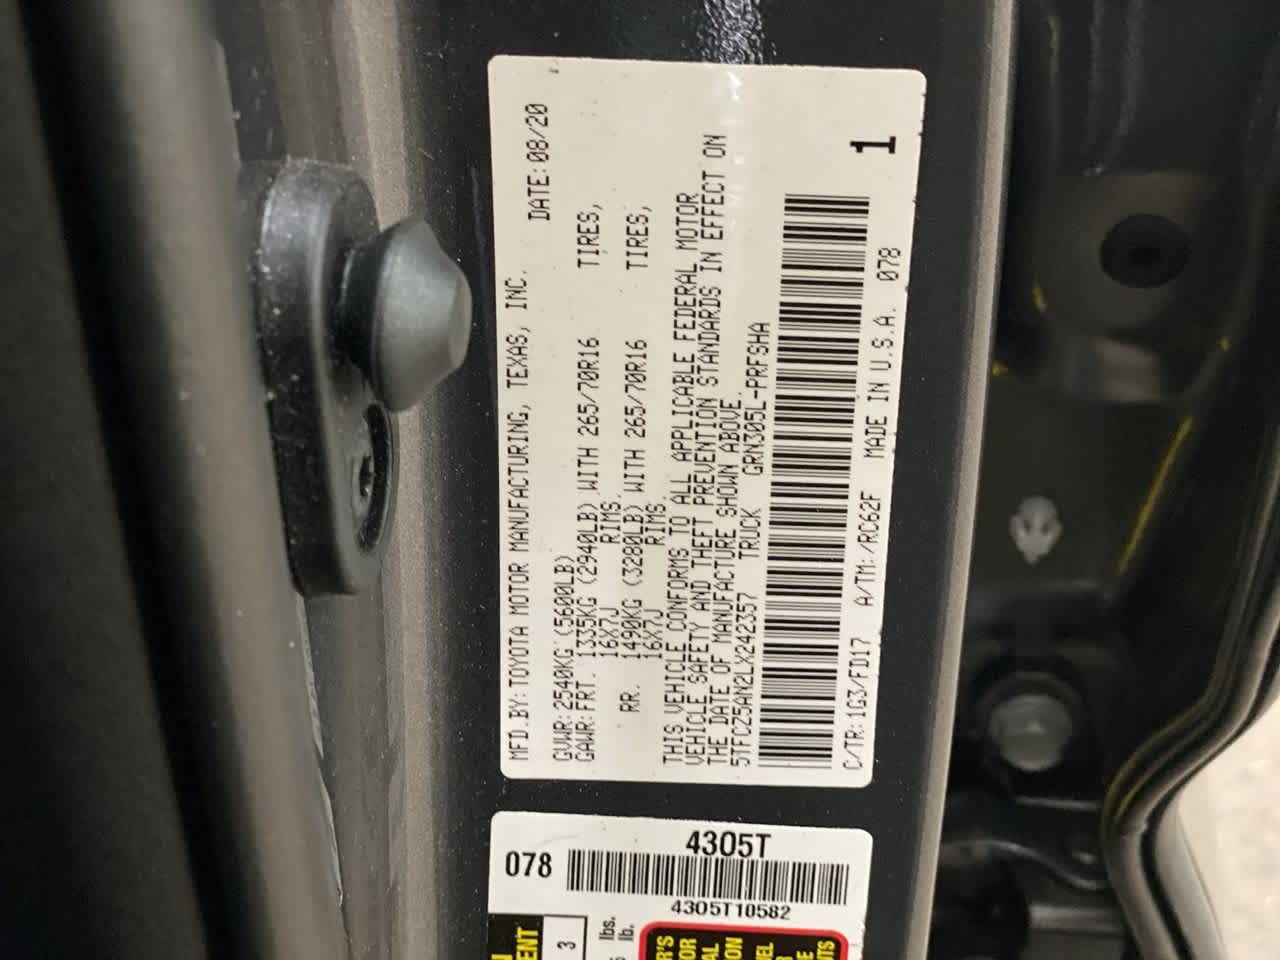 MFD.BY:TOYOTA MOTOR MANUFACTURING, TEXAS, INC.
DATE:08/20
GVWR:2540KG(5600LB)
GAWR:FRT. 1335KG (2940LB) WITH 265/70R16 TIRES,
16X7J RIMS.
RR. 1490KG (3280LB) WITH 265/70R16 TIRES,
16X7J RIMS.
THIS VEHICLE CONFORMS TO ALL APPLICABLE FEDERAL MOTOR
VEHICLE SAFETY AND THEFT PREVENTION STANDARDS IN EFFECT ON
THE DATE OF MANUFACTURE SHOWN ABOVE.
5TFCZ5AN2LX242357 TRUCK GRN305L-PRFSHA
1
C/TR:1G3/FD17 A/TM:/RC62F MADE IN U.S.A. 078
4305T
078
4305T10582
3
lbs.
lb.